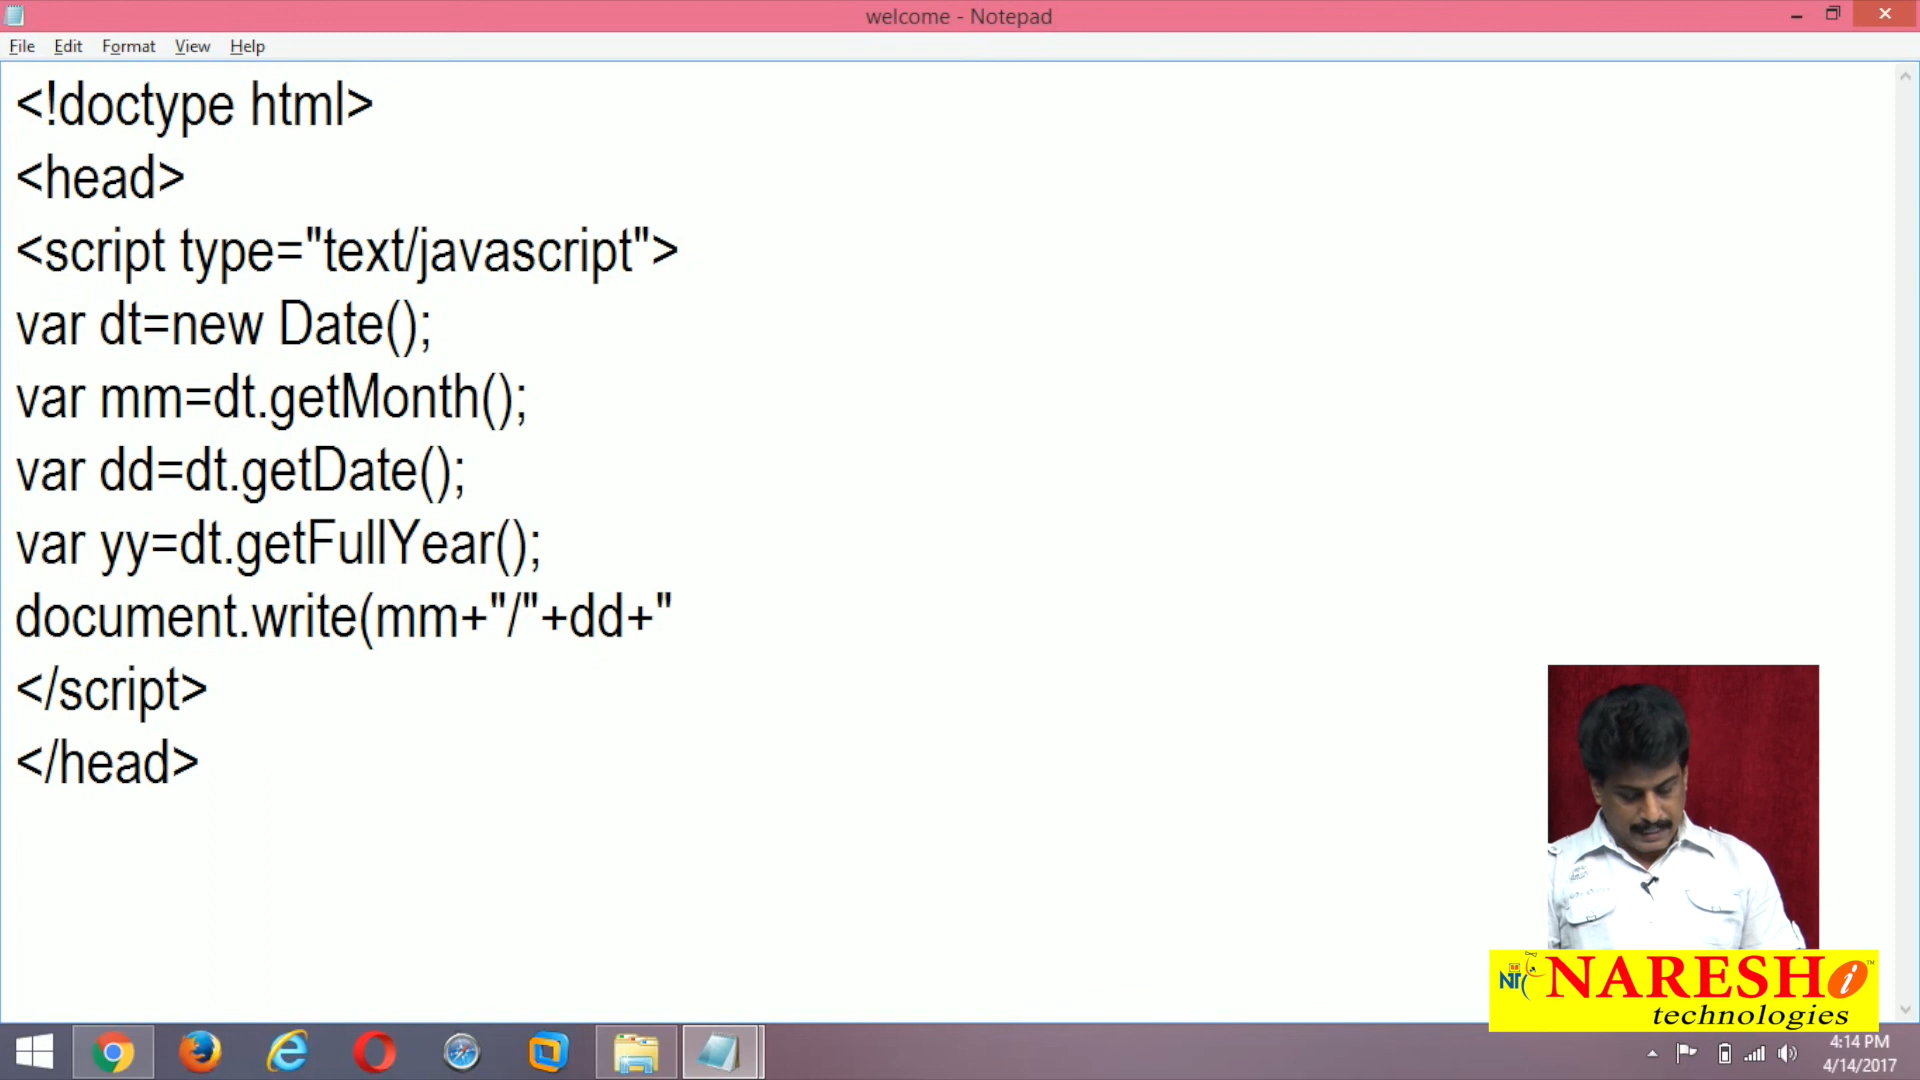 welcome - Notepad
File Edit Format View Help
<!doctype html>
<head>
<script type="text/javascript">
var dt=new Date();
var mm=dt.getMonth();
var dd=dt.getDate();
var yy=dt.getFullYear();
document.write(mm+"/"+dd+"
</script>
</head>
NARESH i
technologies
4:14 PM
4/14/2017